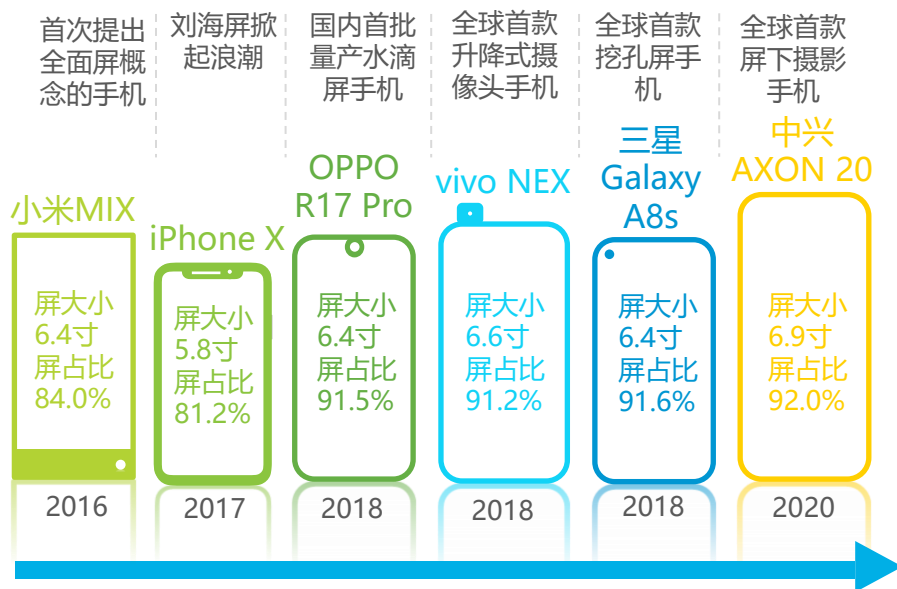 首次提出
全面屏概
念的手机
刘海屏掀
起浪潮
国内首批
量产水滴
屏手机
全球首款
升降式摄
像头手机
全球首款
挖孔屏手
机
全球首款
屏下摄影
手机
小米MIX
iPhone X
OPPO
R17 Pro
vivo NEX
三星
Galaxy
A8s
中兴
AXON 20
屏大小
6.4寸
屏占比
84.0%
屏大小
5.8寸
屏占比
81.2%
屏大小
6.4寸
屏占比
91.5%
屏大小
6.6寸
屏占比
91.2%
屏大小
6.4寸
屏占比
91.6%
屏大小
6.9寸
屏占比
92.0%
2016
2017
2018
2018
2018
2020